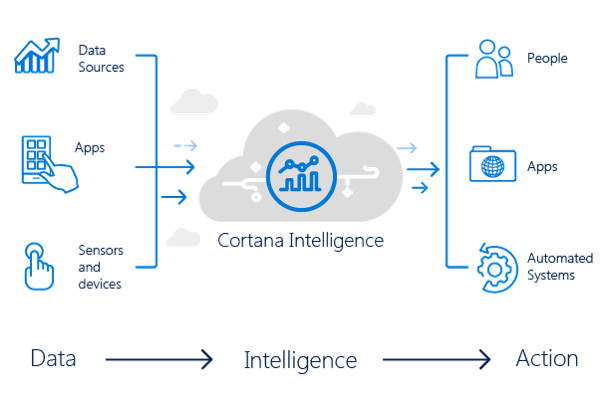 Data
Sources
People
Apps
Apps
Cortana Intelligence
Sensors
and
devices
Automated
Systems
Data
Intelligence
Action